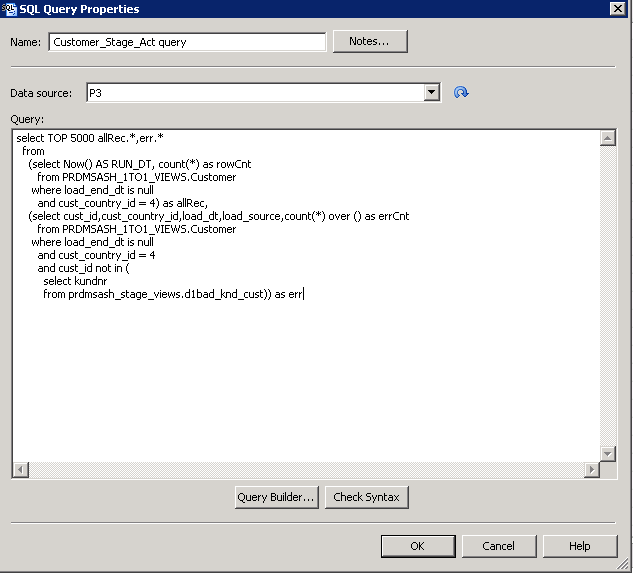 SQL Query Properties
Name: Customer_Stage_Act query Notes...
Data source: P3
Query:
select TOP 5000 allRec.*,err.*
from
(select Now() AS RUN_DT, count(*) as rowCnt
from PRDMSASH_1TO1_VIEWS.Customer
where load_end_dt is null
and cust_country_id = 4) as allRec,
(select cust_id,cust_country_id,load_dt,load_source,count(*) over () as errCnt
from PRDMSASH_1TO1_VIEWS.Customer
where load_end_dt is null
and cust_country_id = 4
and cust_id not in (
select kundnr
from prdmsash_stage_views.d1bad_knd_cust)) as err
Query Builder... Check Syntax
OK Cancel Help